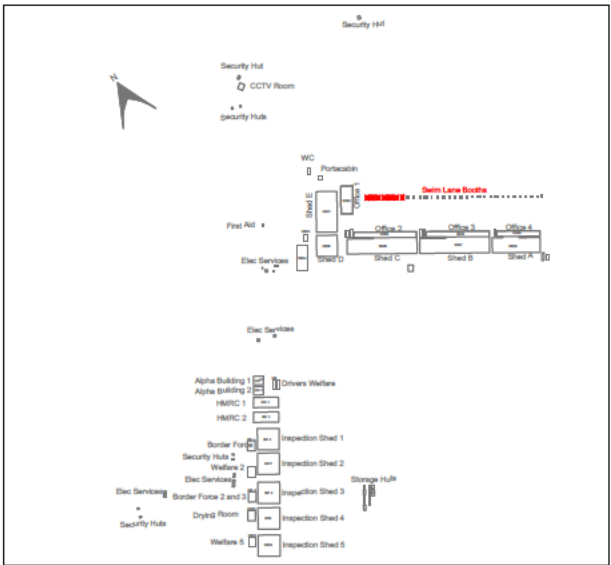 Security Hut
Security Hut
CCTV Room
Security Huts
N
WC
Portacabin
Office 1
Swim Lane Booths
Shed E
First Aid
Office 2
Office 3
Office 4
Elec Services
Shed D
Shed C
Shed B
Shed A
Elec Services
Alpha Building 1
Drivers Welfare
Alpha Building 2
HMRC 1
HMRC 2
Border Force
Inspection Shed 1
Security Huts
Inspection Shed 2
Welfare 2
Elec Services
Storage Huts
Elec Services
Border Force 2 and 3
Inspection Shed 3
Drying Room
Inspection Shed 4
Security Huts
Welfare 5
Inspection Shed 5